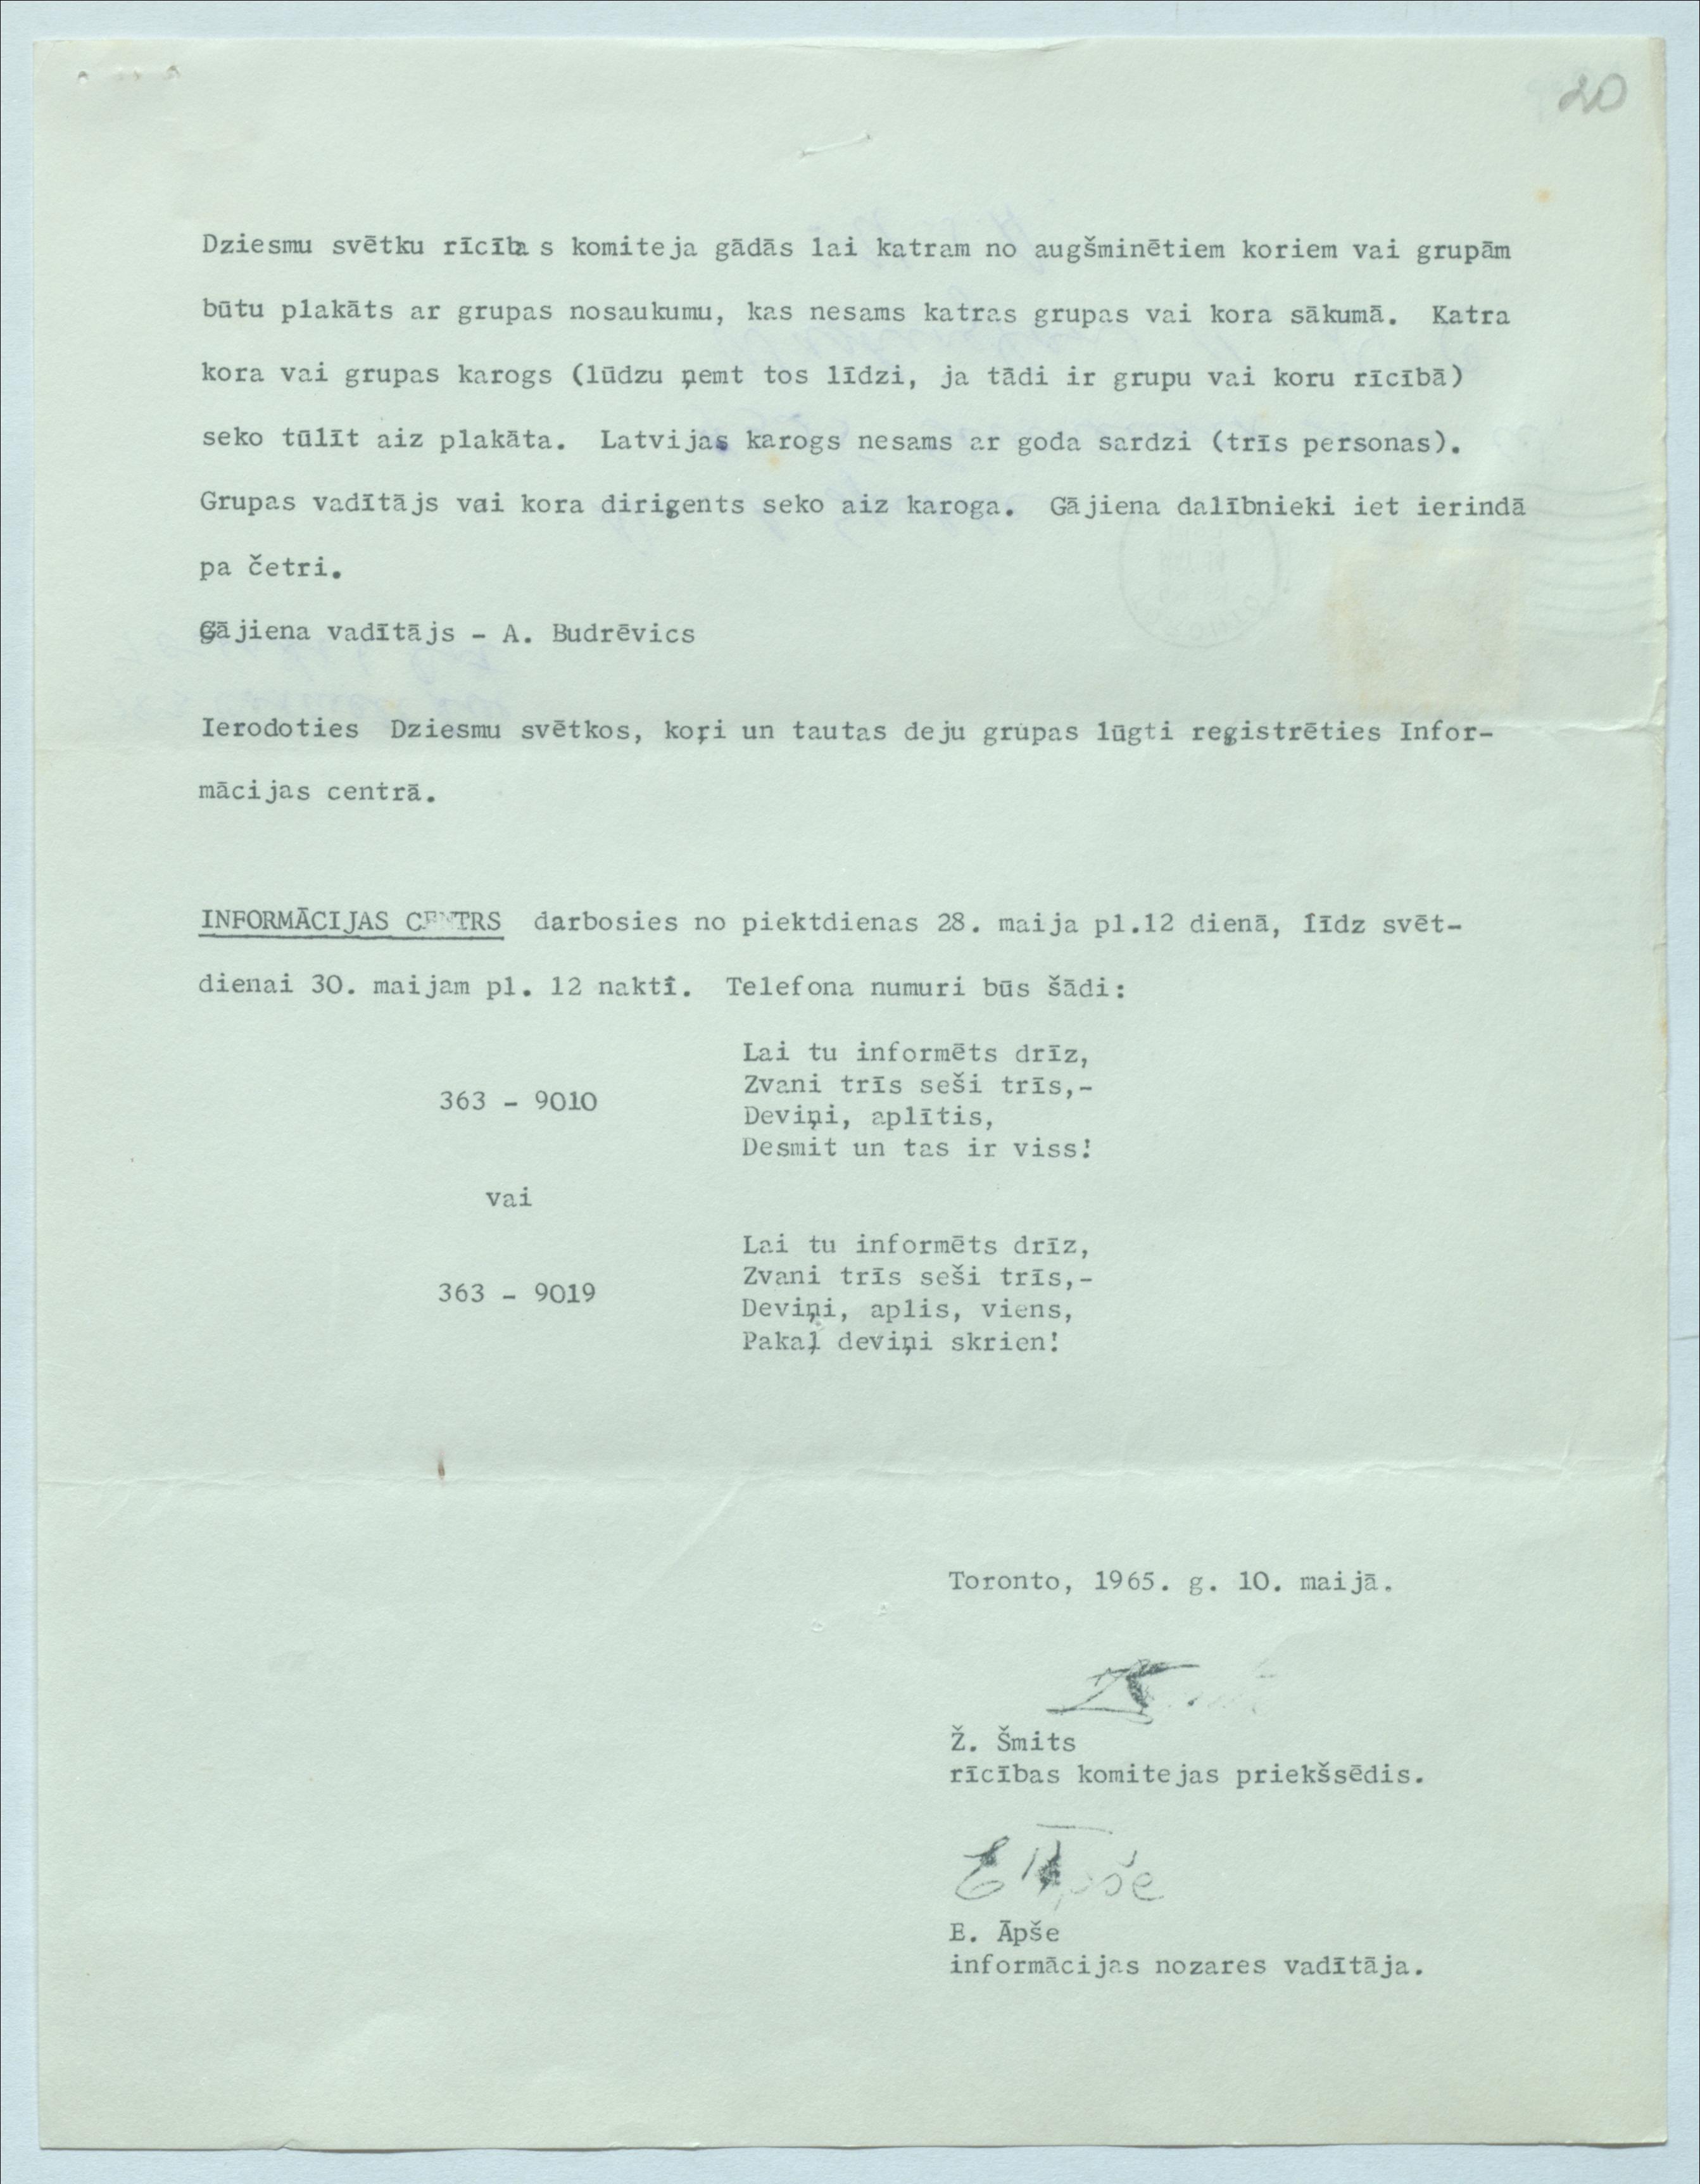 20
Dziesmu svētku rīcības komiteja gādās lai katram no augšminētiem koriem vai grupām
būtu plakāts ar grupas nosaukumu, kas nesams katras grupas vai kora sākumā. Katra
kora vai grupas karogs (lūdzu ņemt tos līdzi, ja tādi ir grupu vai koru rīcībā)
seko tūlīt aiz plakāta. Latvijas karogs nesams ar goda sardzi (trīs personas).
Grupas vadītājs vai kora diriģents seko aiz karoga. Gājiena dalībnieki iet ierindā
pa četri.
Gājiena vadītājs - A. Budrēvics
Ierodoties Dziesmu svētkos, koŗi un tautas deju grupas lūgti reģistrēties Infor-
mācijas centrā.
INFORMĀCIJAS CENTRS darbosies no piektdienas 28. maija pl.12 dienā, līdz svēt-
dienai 30. maijam pl. 12 naktī. Telefona numuri būs šādi:
Lai tu informēts drīz,
Zvani trīs seši trīs,-
363 - 9010
Deviņi, aplītis,
Desmit un tas ir viss!
vai
Lai tu informēts drīz,
Zvani trīs seši trīs,-
363 - 9019
Deviņi, aplis, viens,
Pakaļ deviņi skrien!
Toronto, 1965. g. 10. maijā.
Ž. Šmits
rīcības komitejas priekšsēdis.
E Āpše
E. Āpše
informācijas nozares vadītāja.